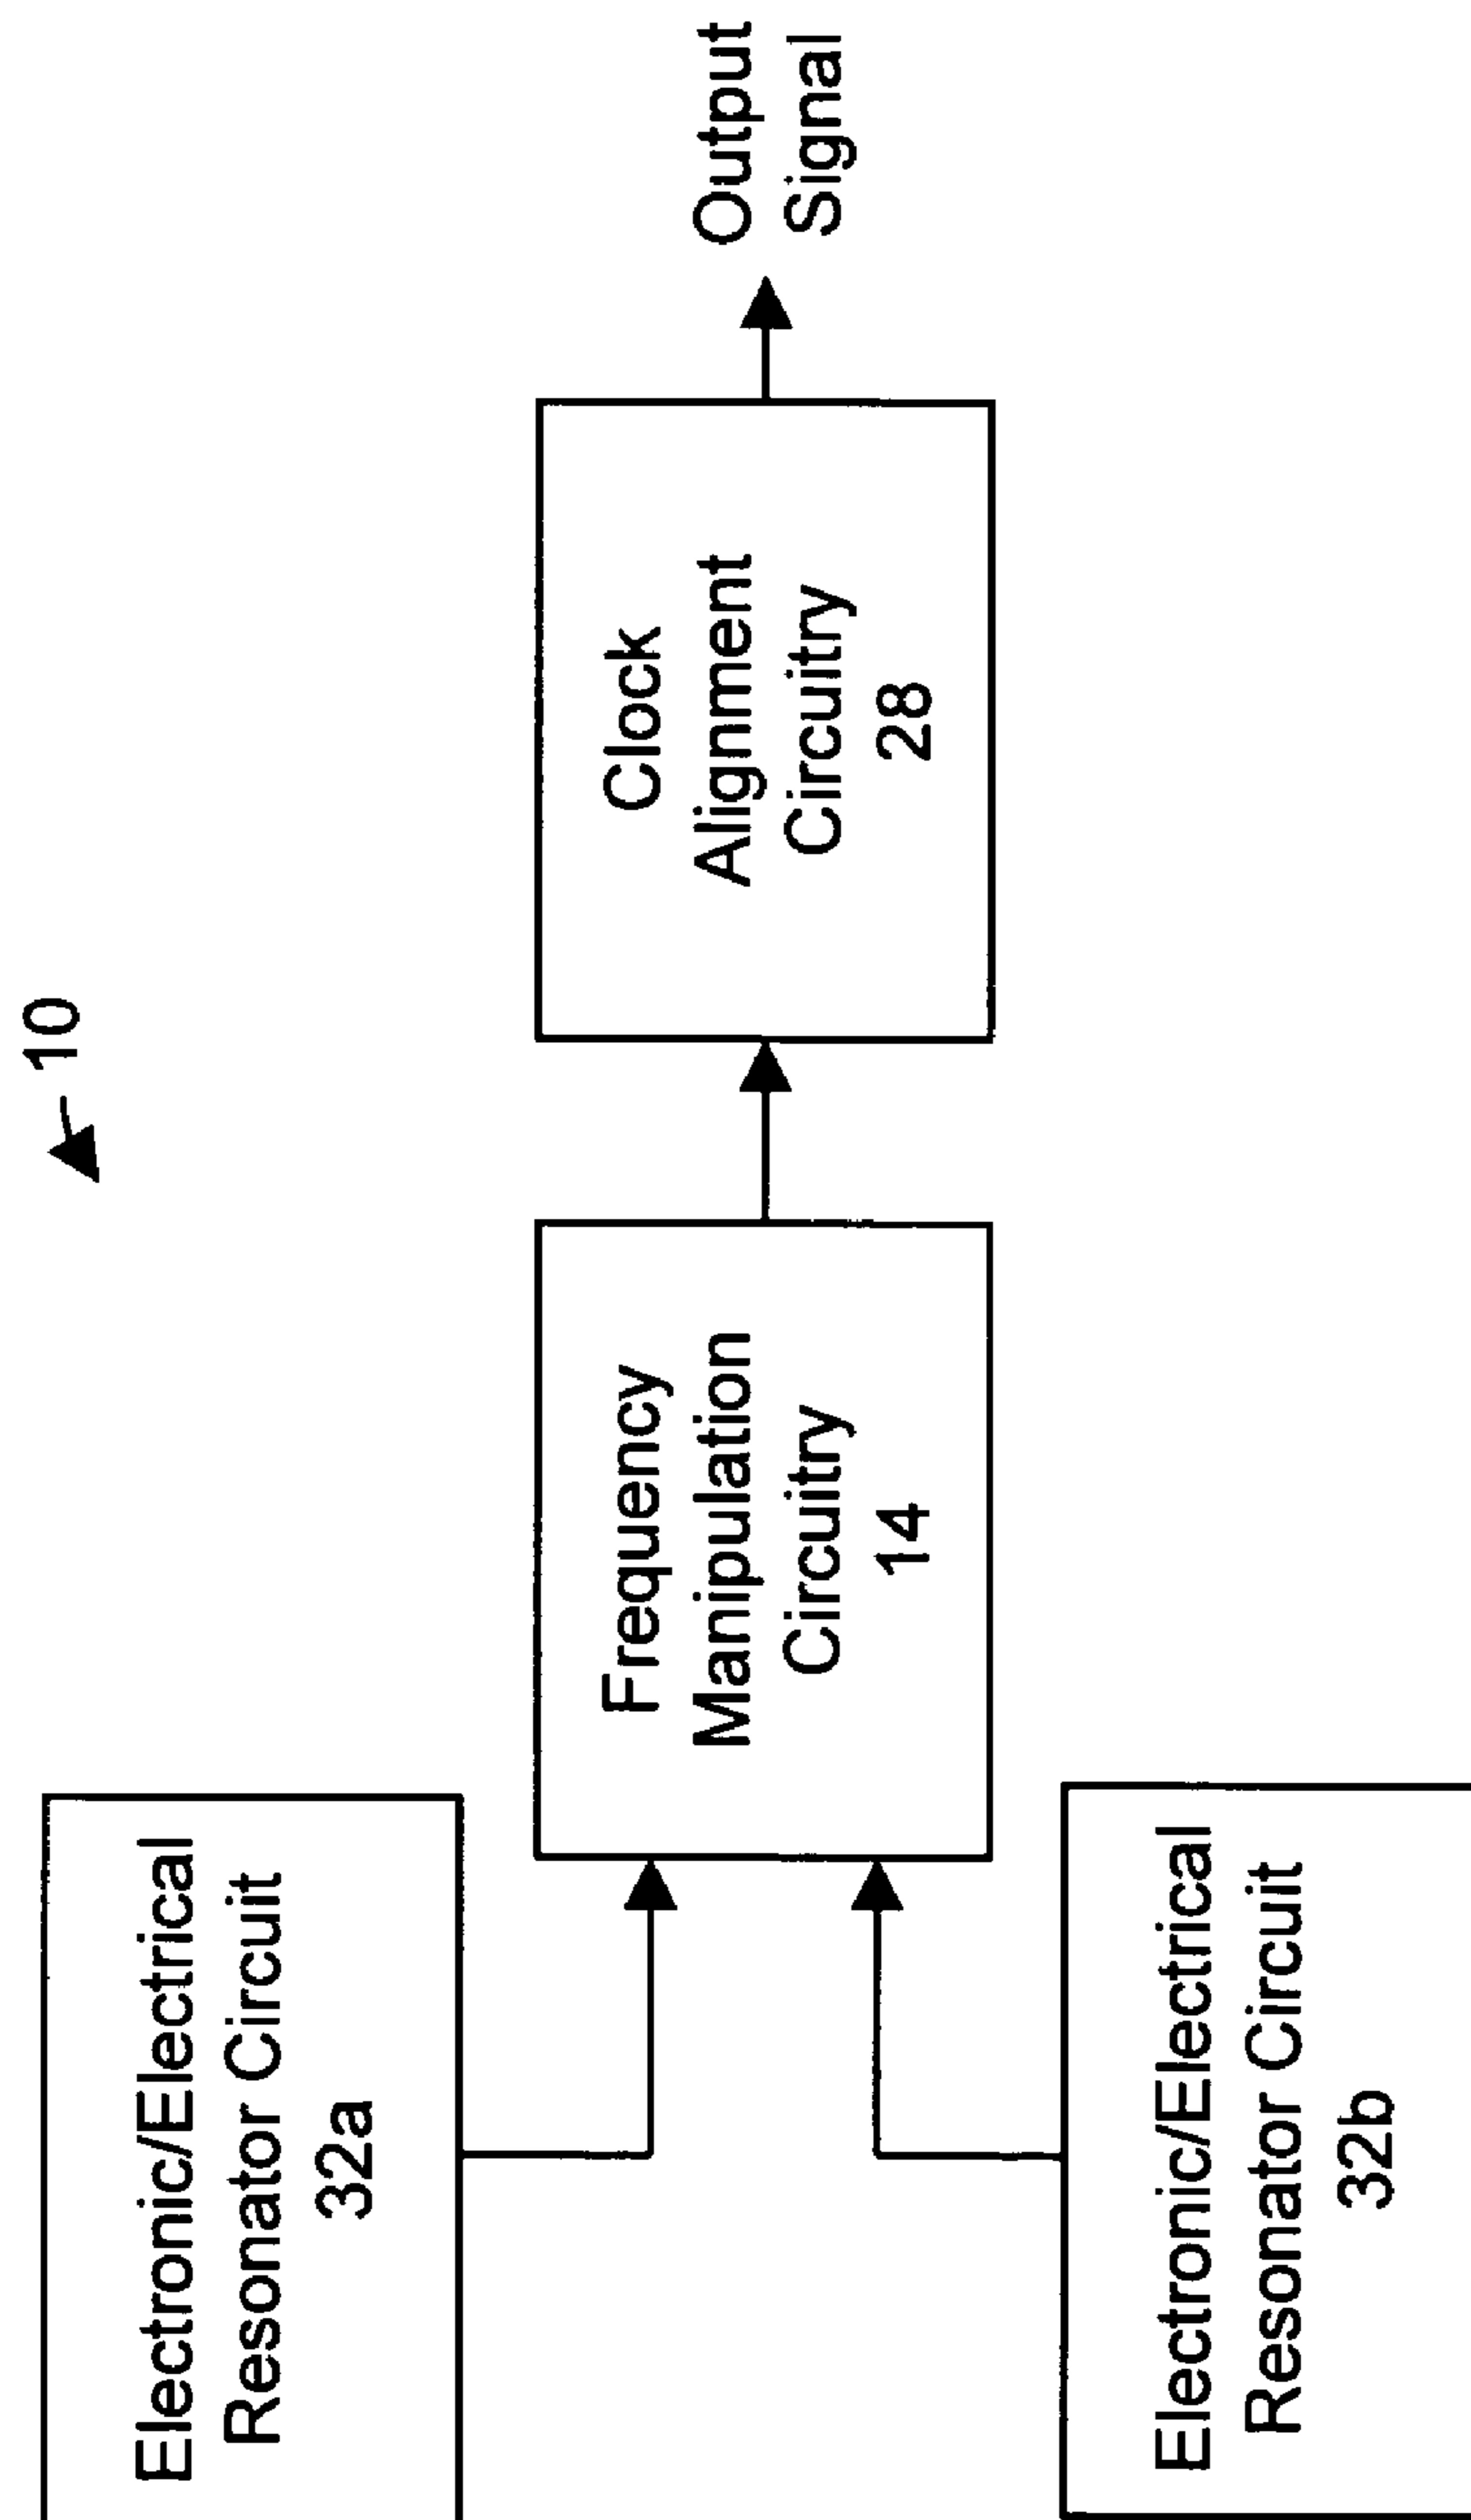 10
Electronic/Electrical
Resonator Circuit
32a
Frequency
Manipulation
Circuitry
14
Clock
Alignment
Circuitry
28
Output
Signal
Electronic/Electrical
Resonator Circuit
32b